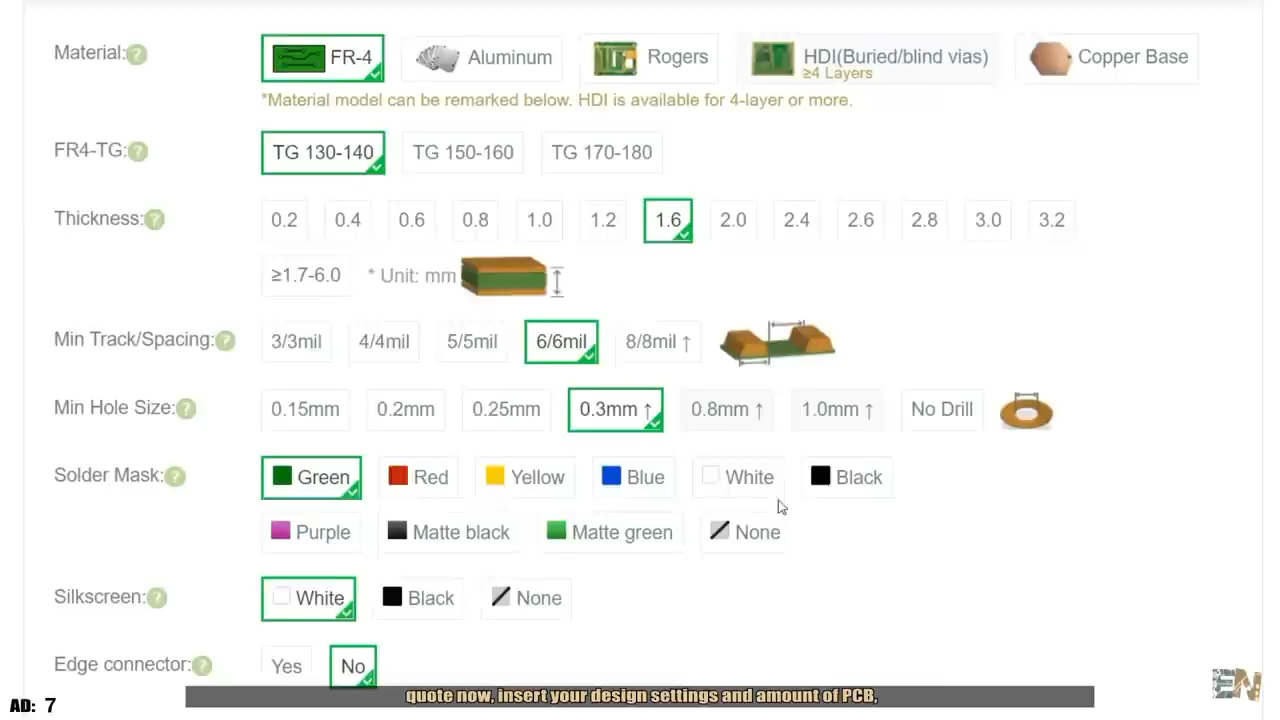 Material:? FR-4 Aluminum Rogers HDI(Buried/blind vias) Copper Base
≥4 Layers
*Material model can be remarked below. HDI is available for 4-layer or more.
FR4-TG:? TG 130-140 TG 150-160 TG 170-180
Thickness:? 0.2 0.4 0.6 0.8 1.0 1.2 1.6 2.0 2.4 2.6 2.8 3.0 3.2
≥1.7-6.0 * Unit: mm
Min Track/Spacing:? 3/3mil 4/4mil 5/5mil 6/6mil 8/8mil ↑
Min Hole Size:? 0.15mm 0.2mm 0.25mm 0.3mm ↑ 0.8mm ↑ 1.0mm ↑ No Drill
Solder Mask:? Green Red Yellow Blue White Black
Purple Matte black Matte green None
Silkscreen:? White Black None
Edge connector:? Yes No
quote now, insert your design settings and amount of PCB,
AD: 7
EN